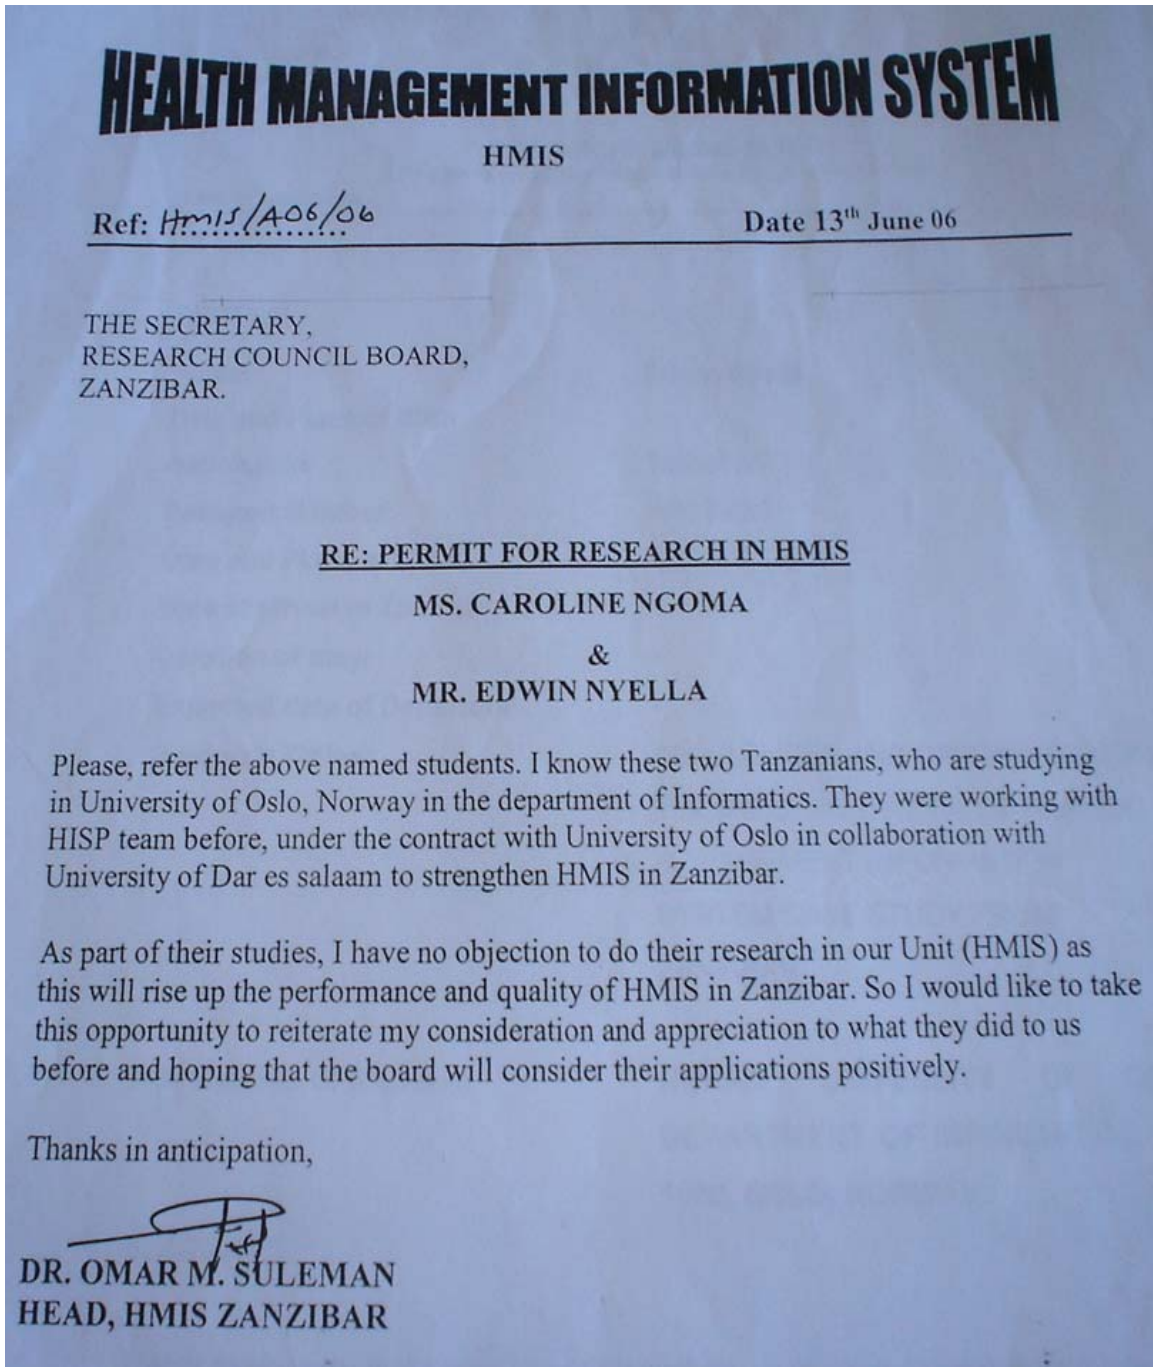 HEALTH MANAGEMENT INFORMATION SYSTEM
HMIS
Ref: HMIS/A06/06 Date 13th June 06
THE SECRETARY,
RESEARCH COUNCIL BOARD,
ZANZIBAR.
RE: PERMIT FOR RESEARCH IN HMIS
MS. CAROLINE NGOMA
&
MR. EDWIN NYELLA
Please, refer the above named students. I know these two Tanzanians, who are studying
in University of Oslo, Norway in the department of Informatics. They were working with
HISP team before, under the contract with University of Oslo in collaboration with
University of Dar es salaam to strengthen HMIS in Zanzibar.
As part of their studies, I have no objection to do their research in our Unit (HMIS) as
this will rise up the performance and quality of HMIS in Zanzibar. So I would like to take
this opportunity to reiterate my consideration and appreciation to what they did to us
before and hoping that the board will consider their applications positively.
Thanks in anticipation,
DR. OMAR M. SULEMAN
HEAD, HMIS ZANZIBAR